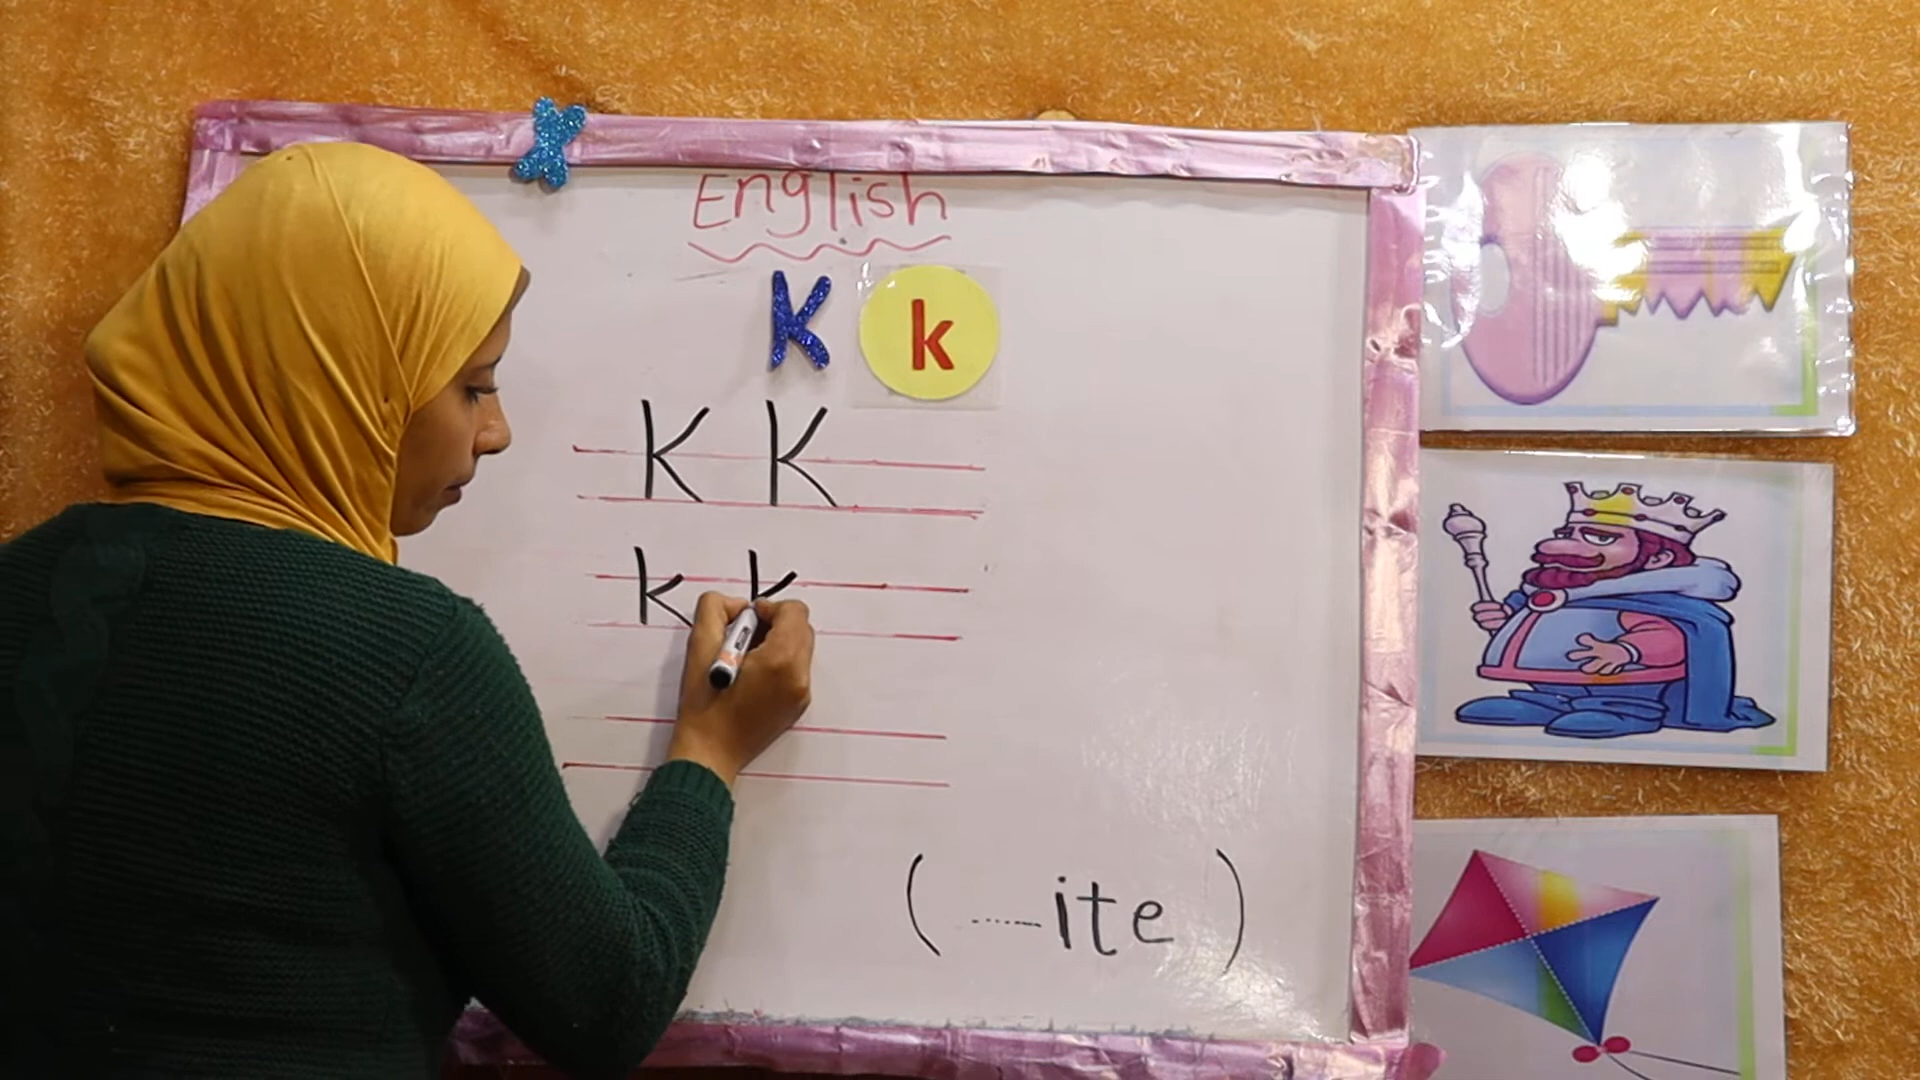 English
K k
K K
k k
( ......ite )